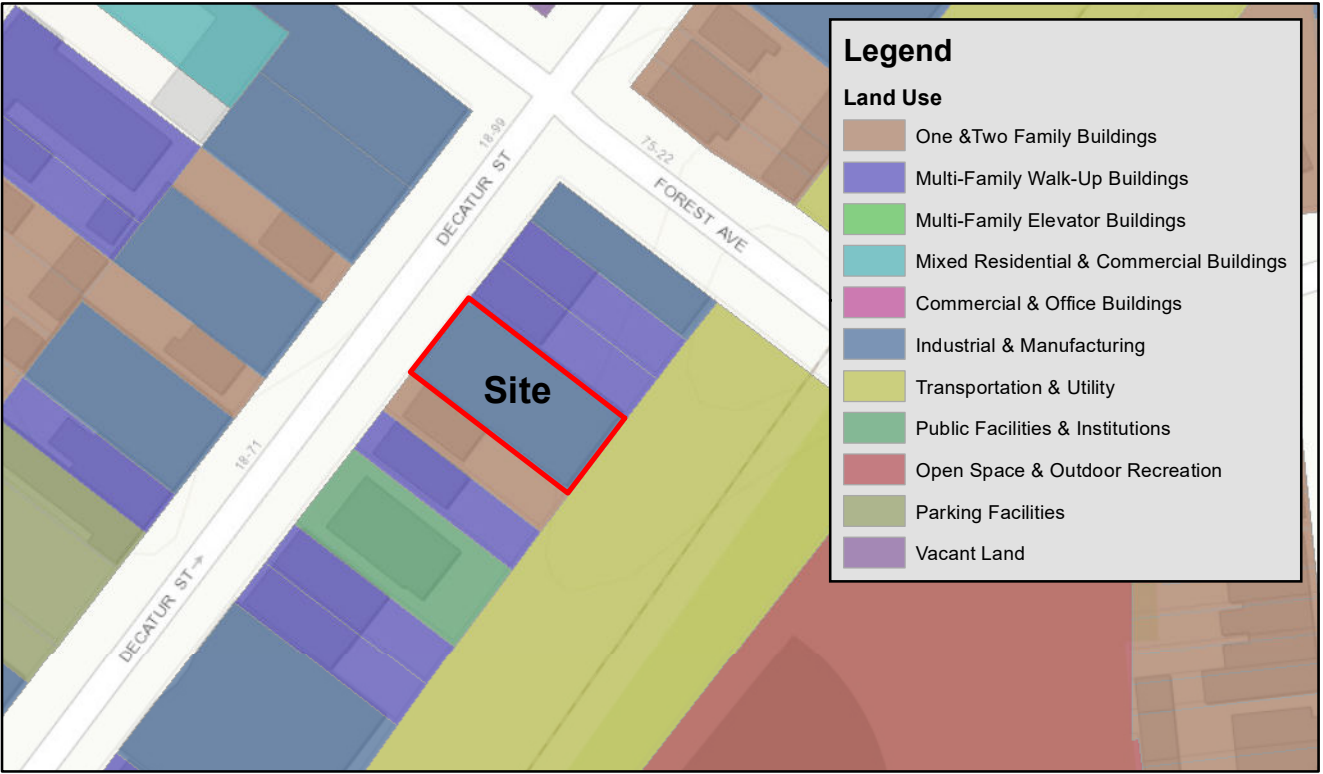 18-99
DECATUR ST
75-22
FOREST AVE
Site
18-71
DECATUR ST→
Legend
Land Use
One &Two Family Buildings
Multi-Family Walk-Up Buildings
Multi-Family Elevator Buildings
Mixed Residential & Commercial Buildings
Commercial & Office Buildings
Industrial & Manufacturing
Transportation & Utility
Public Facilities & Institutions
Open Space & Outdoor Recreation
Parking Facilities
Vacant Land